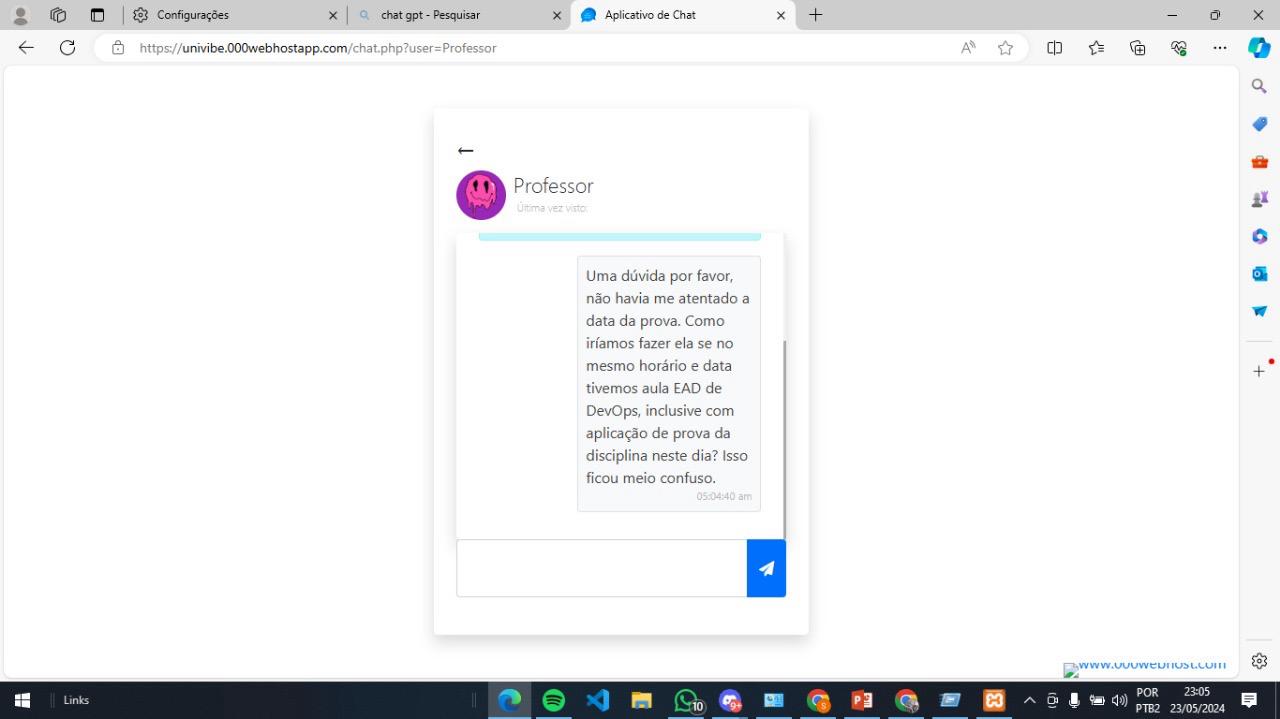 Configurações
chat gpt - Pesquisar
Aplicativo de Chat
https://univibe.000webhostapp.com/chat.php?user=Professor
Professor
Última vez visto:
Uma dúvida por favor,
não havia me atentado a
data da prova. Como
iríamos fazer ela se no
mesmo horário e data
tivemos aula EAD de
DevOps, inclusive com
aplicação de prova da
disciplina neste dia? Isso
ficou meio confuso.
05:04:40 am
www.000webhost.com
Links
10
9+
POR
PTB2
23:05
23/05/2024